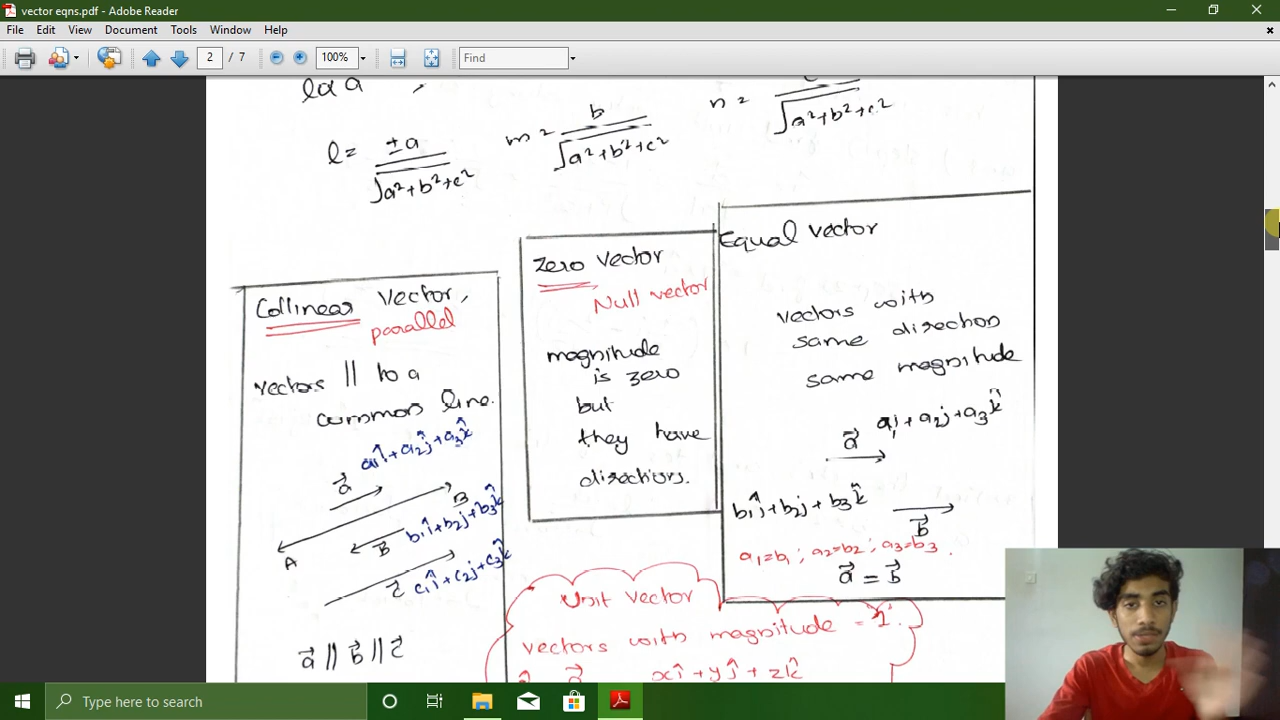 vector eqns.pdf - Adobe Reader
File Edit View Document Tools Window Help
2 / 7 100% Find
l α a ,
l = ±a / √a²+b²+c²
m = b / √a²+b²+c²
n = c / √a²+b²+c²
Collinear vector,
parallel
vectors || to a
common line.
a₁î+a₂ĵ+a₃k̂
a⃗
B
b₁î+b₂ĵ+b₃k̂
A
B⃗
c⃗ c₁î+c₂ĵ+c₃k̂
a⃗ || b⃗ || c⃗
Zero vector
Null vector
magnitude
is zero
but
they have
directions.
Equal vector
vectors with
same direction
same magnitude
a⃗ a₁i+a₂j+a₃k̂
b₁ĵ+b₂j+b₃k̂
b⃗
a₁=b₁ ; a₂=b₂ ; a₃=b₃ .
a⃗ = b⃗
Unit vector
vectors with magnitude = 1.
xî+yĵ+zk̂
Type here to search